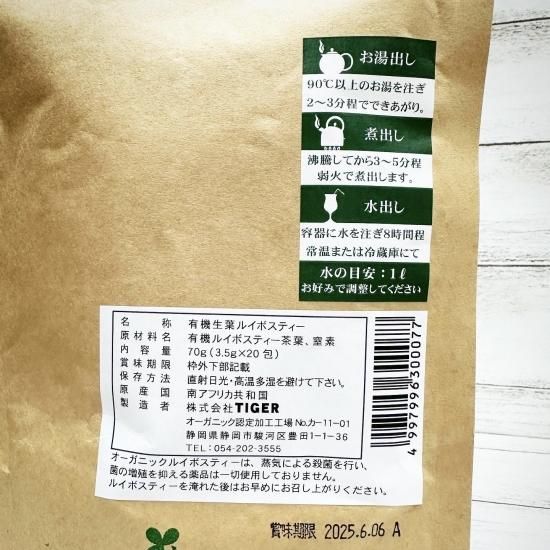 お湯出し
90℃以上のお湯を注ぎ
2〜3分程でできあがり。
煮出し
沸騰してから3〜5分程
弱火で煮出します。
水出し
容器に水を注ぎ8時間程
常温または冷蔵庫にて
水の目安：1ℓ
お好みで調整してください
名称 有機生葉ルイボスティー
原材料名 有機ルイボスティー茶葉、窒素
内容量 70g(3.5g×20包)
賞味期限 枠外下部記載
保存方法 直射日光・高温多湿を避けて下さい。
原産国 南アフリカ共和国
製造者 株式会社TIGER
オーガニック認定加工工場No.カー11-01
静岡県静岡市駿河区豊田1-1-36
TEL：054-202-3555
オーガニックルイボスティーは、蒸気による殺菌を行い、
菌の増殖を抑える薬品は一切使用しておりません。
ルイボスティーを淹れた後はお早めにお召し上がりください。
4997996300077
賞味期限 2025.6.06 A